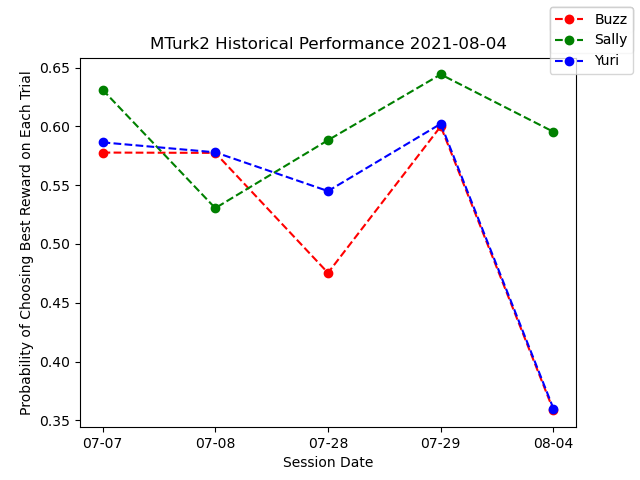 MTurk2 Historical Performance 2021-08-04
Buzz
Sally
Yuri
Probability of Choosing Best Reward on Each Trial
0.65
0.60
0.55
0.50
0.45
0.40
0.35
07-07
07-08
07-28
07-29
08-04
Session Date